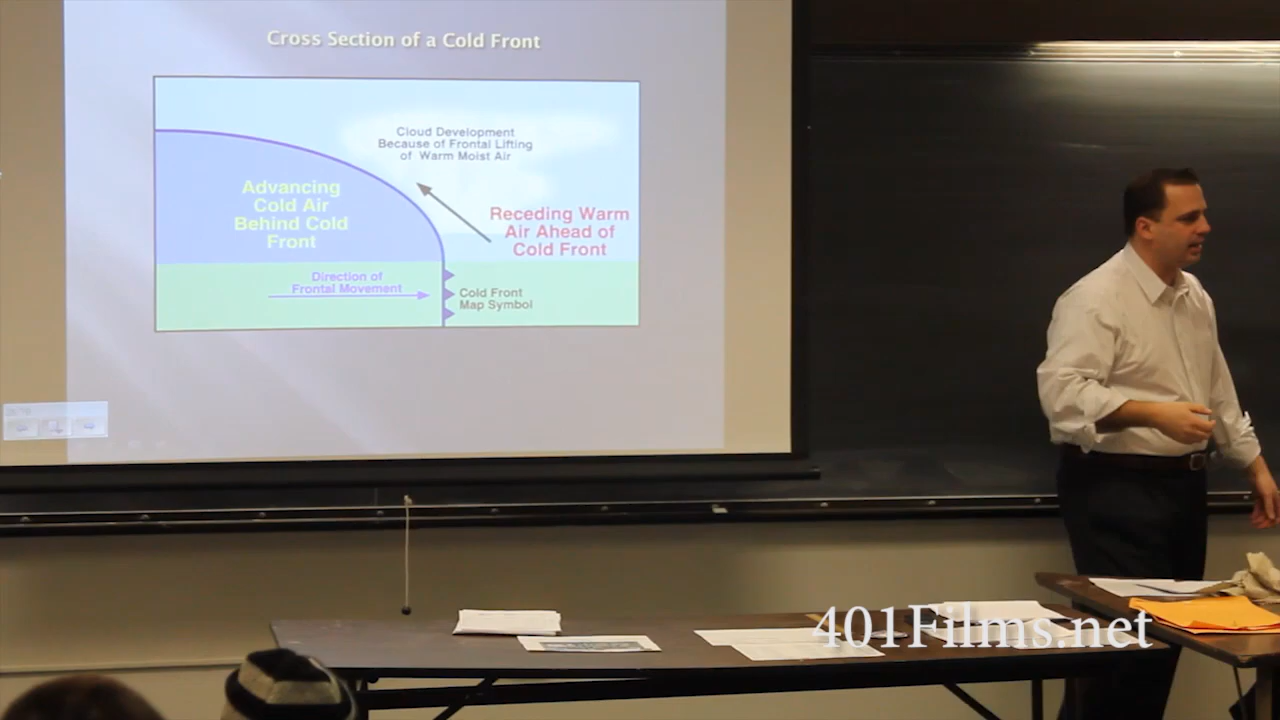 Cross Section of a Cold Front
Cloud Development
Because of Frontal Lifting
of Warm Moist Air
Advancing
Cold Air
Behind Cold
Front
Receding Warm
Air Ahead of
Cold Front
Direction of
Frontal Movement
Cold Front
Map Symbol
401Films.net